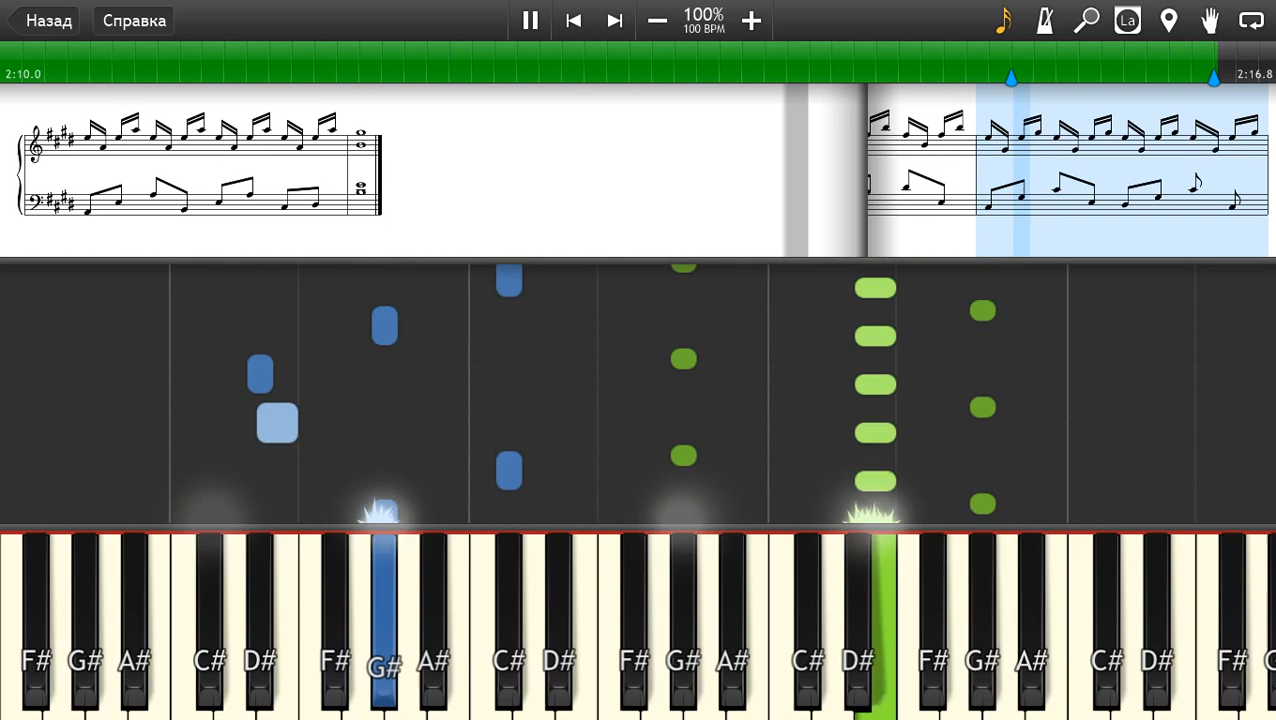 Назад Справка 100% La
100 BPM
2:10.0 2:16.8
F# G# A# C# D# F# G# A# C# D# F# G# A# C# D# F# G# A# C# D# F#